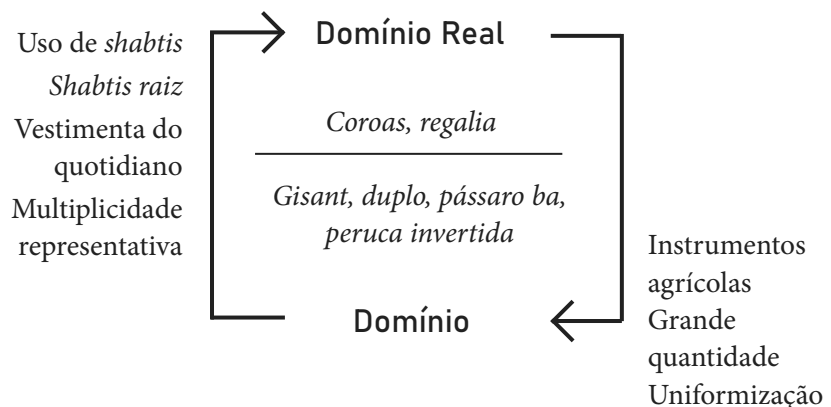 Uso de shabtis
Shabtis raiz
Vestimenta do
quotidiano
Multiplicidade
representativa
Domínio Real
Coroas, regalia
Gisant, duplo, pássaro ba,
peruca invertida
Domínio
Instrumentos
agrícolas
Grande
quantidade
Uniformização